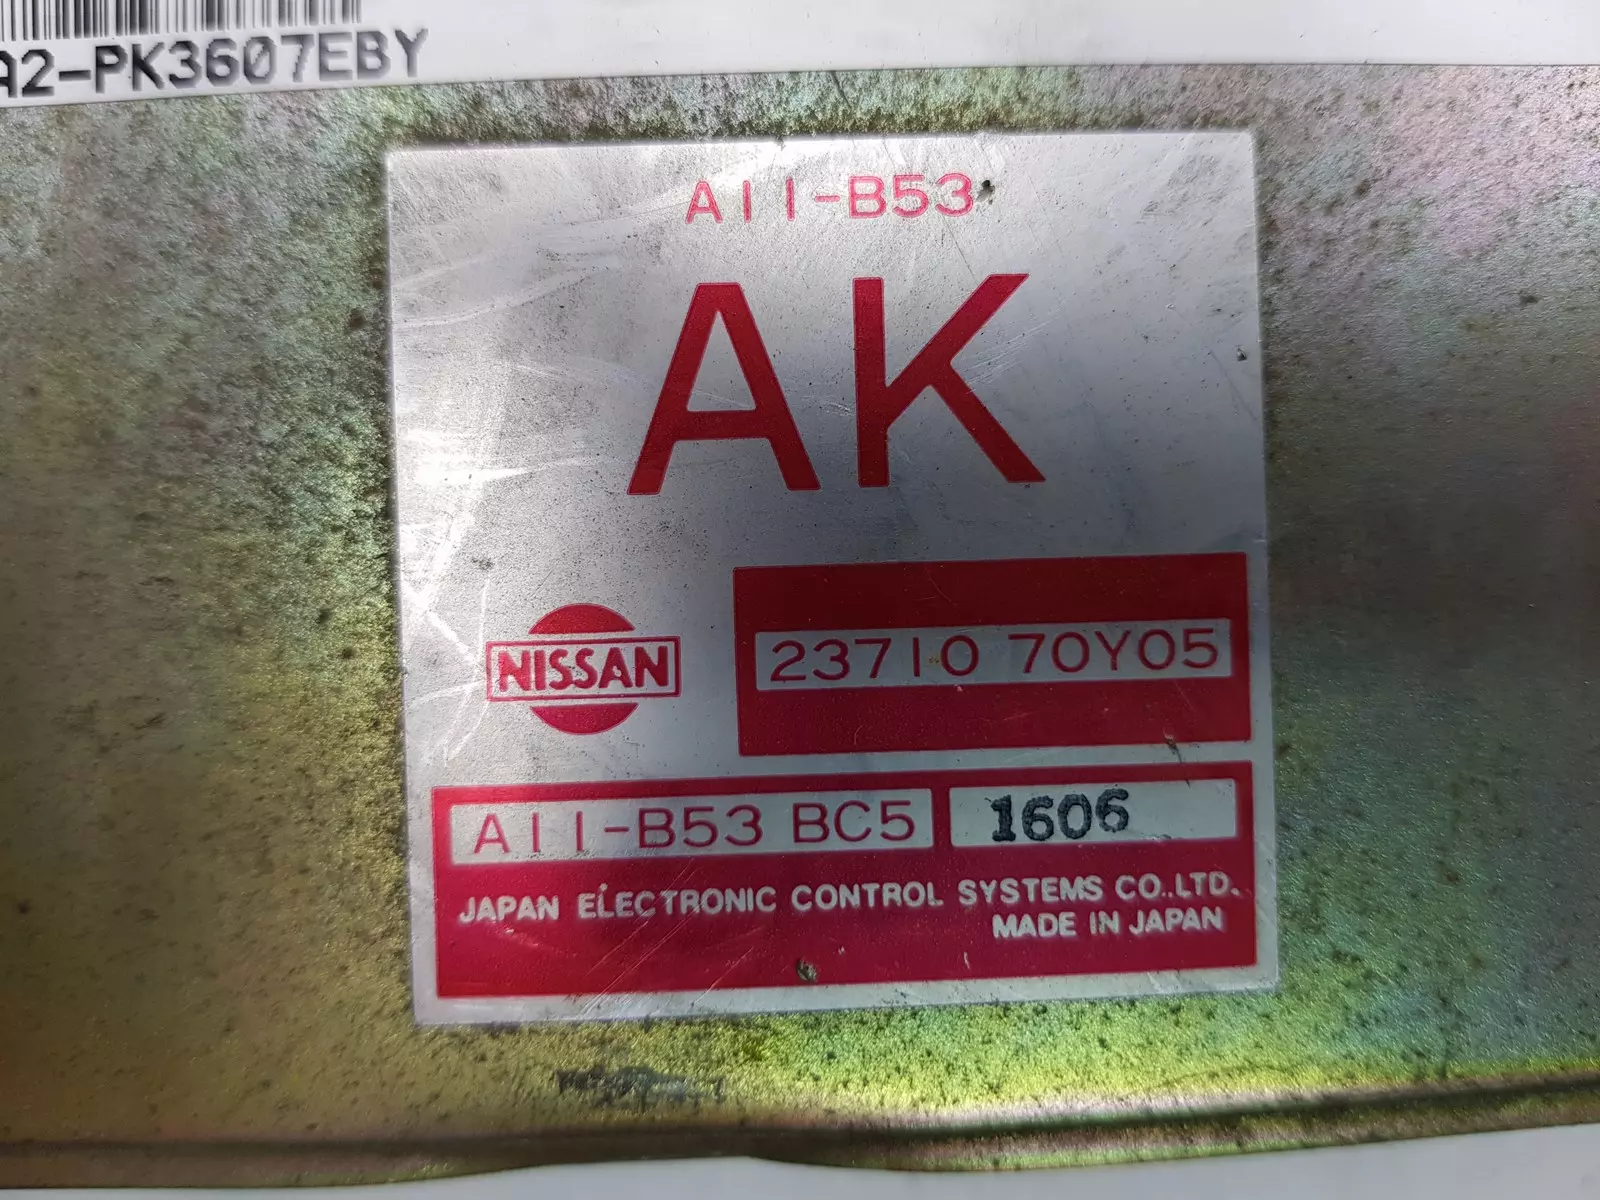 A2-PK3607EBY
A11-B53
AK
NISSAN
23710 70Y05
A11-B53 BC5 1606
JAPAN ELECTRONIC CONTROL SYSTEMS CO.,LTD.
MADE IN JAPAN